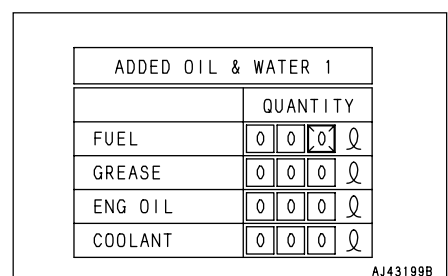 ADDED OIL & WATER 1
QUANTITY
FUEL 0 0 0 ℓ
GREASE 0 0 0 ℓ
ENG OIL 0 0 0 ℓ
COOLANT 0 0 0 ℓ
AJ43199B